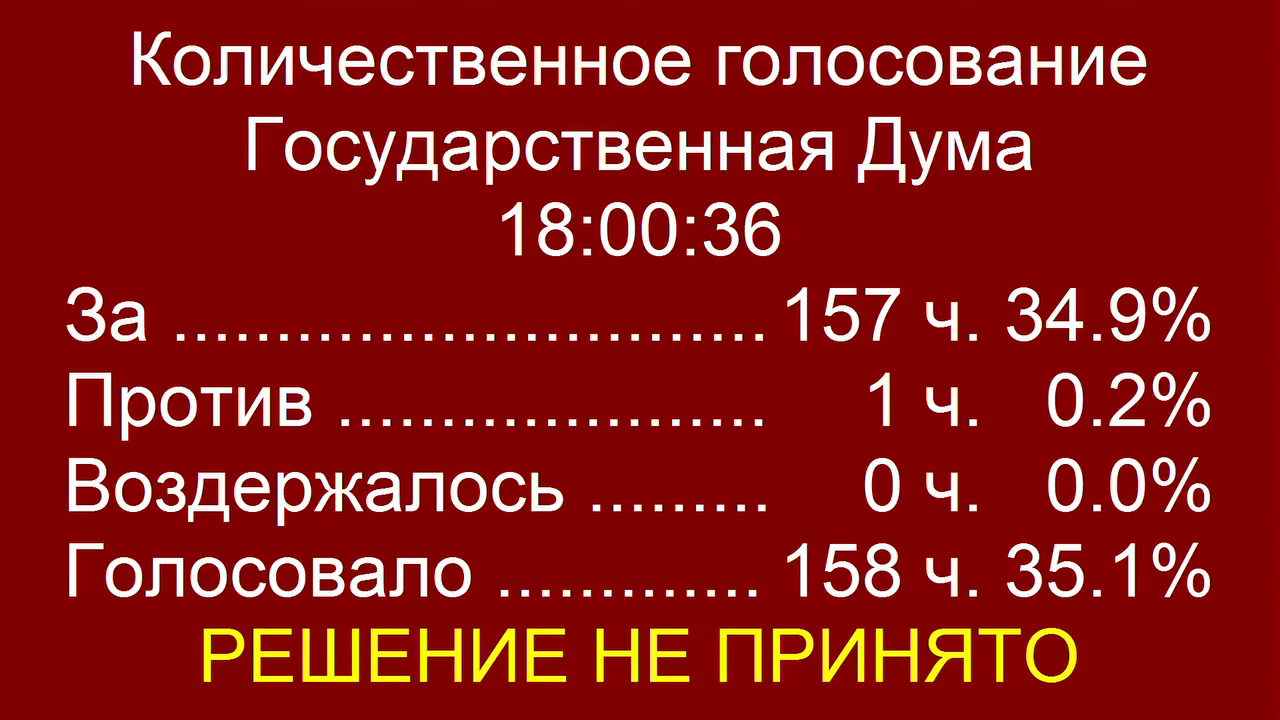 Количественное голосование
Государственная Дума
18:00:36
За ............................. 157 ч. 34.9%
Против ..................... 1 ч. 0.2%
Воздержалось ......... 0 ч. 0.0%
Голосовало ............. 158 ч. 35.1%
РЕШЕНИЕ НЕ ПРИНЯТО